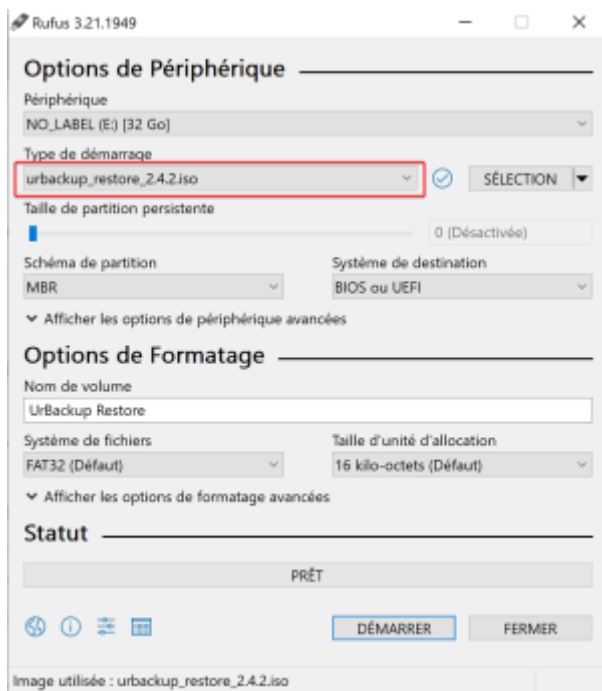 Rufus 3.21.1949
Options de Périphérique
Périphérique
NO_LABEL (E:) [32 Go]
Type de démarrage
urbackup_restore_2.4.2.iso
SÉLECTION
Taille de partition persistente
0 (Désactivée)
Schéma de partition
Système de destination
MBR
BIOS ou UEFI
Afficher les options de périphérique avancées
Options de Formatage
Nom de volume
UrBackup Restore
Système de fichiers
Taille d'unité d'allocation
FAT32 (Défaut)
16 kilo-octets (Défaut)
Afficher les options de formatage avancées
Statut
PRÊT
DÉMARRER
FERMER
Image utilisée : urbackup_restore_2.4.2.iso